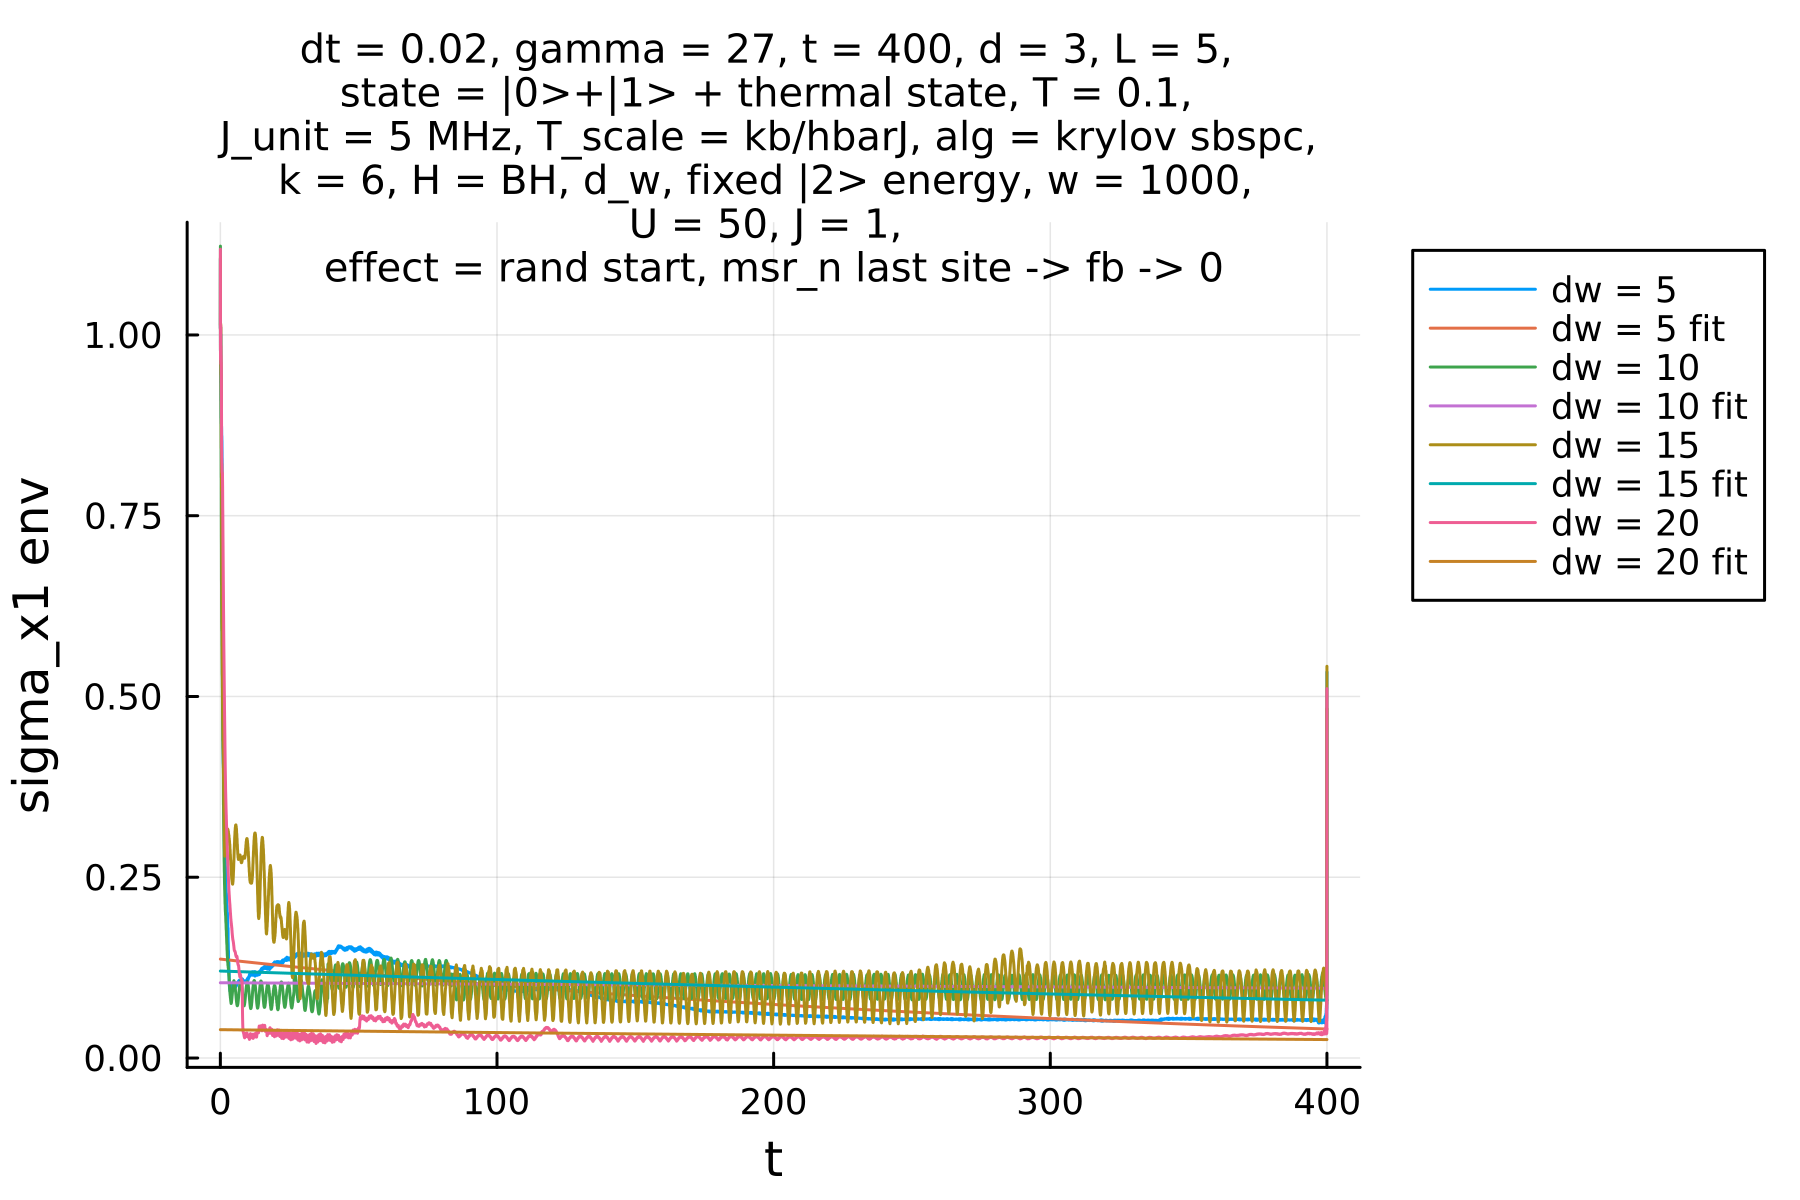 dt = 0.02, gamma = 27, t = 400, d = 3, L = 5,
state = |0>+|1> + thermal state, T = 0.1,
J_unit = 5 MHz, T_scale = kb/hbarJ, alg = krylov sbspc,
k = 6, H = BH, d_w, fixed |2> energy, w = 1000,
U = 50, J = 1,
effect = rand start, msr_n last site -> fb -> 0
sigma_x1 env
1.00
0.75
0.50
0.25
0.00
0
100
200
300
400
t
dw = 5
dw = 5 fit
dw = 10
dw = 10 fit
dw = 15
dw = 15 fit
dw = 20
dw = 20 fit